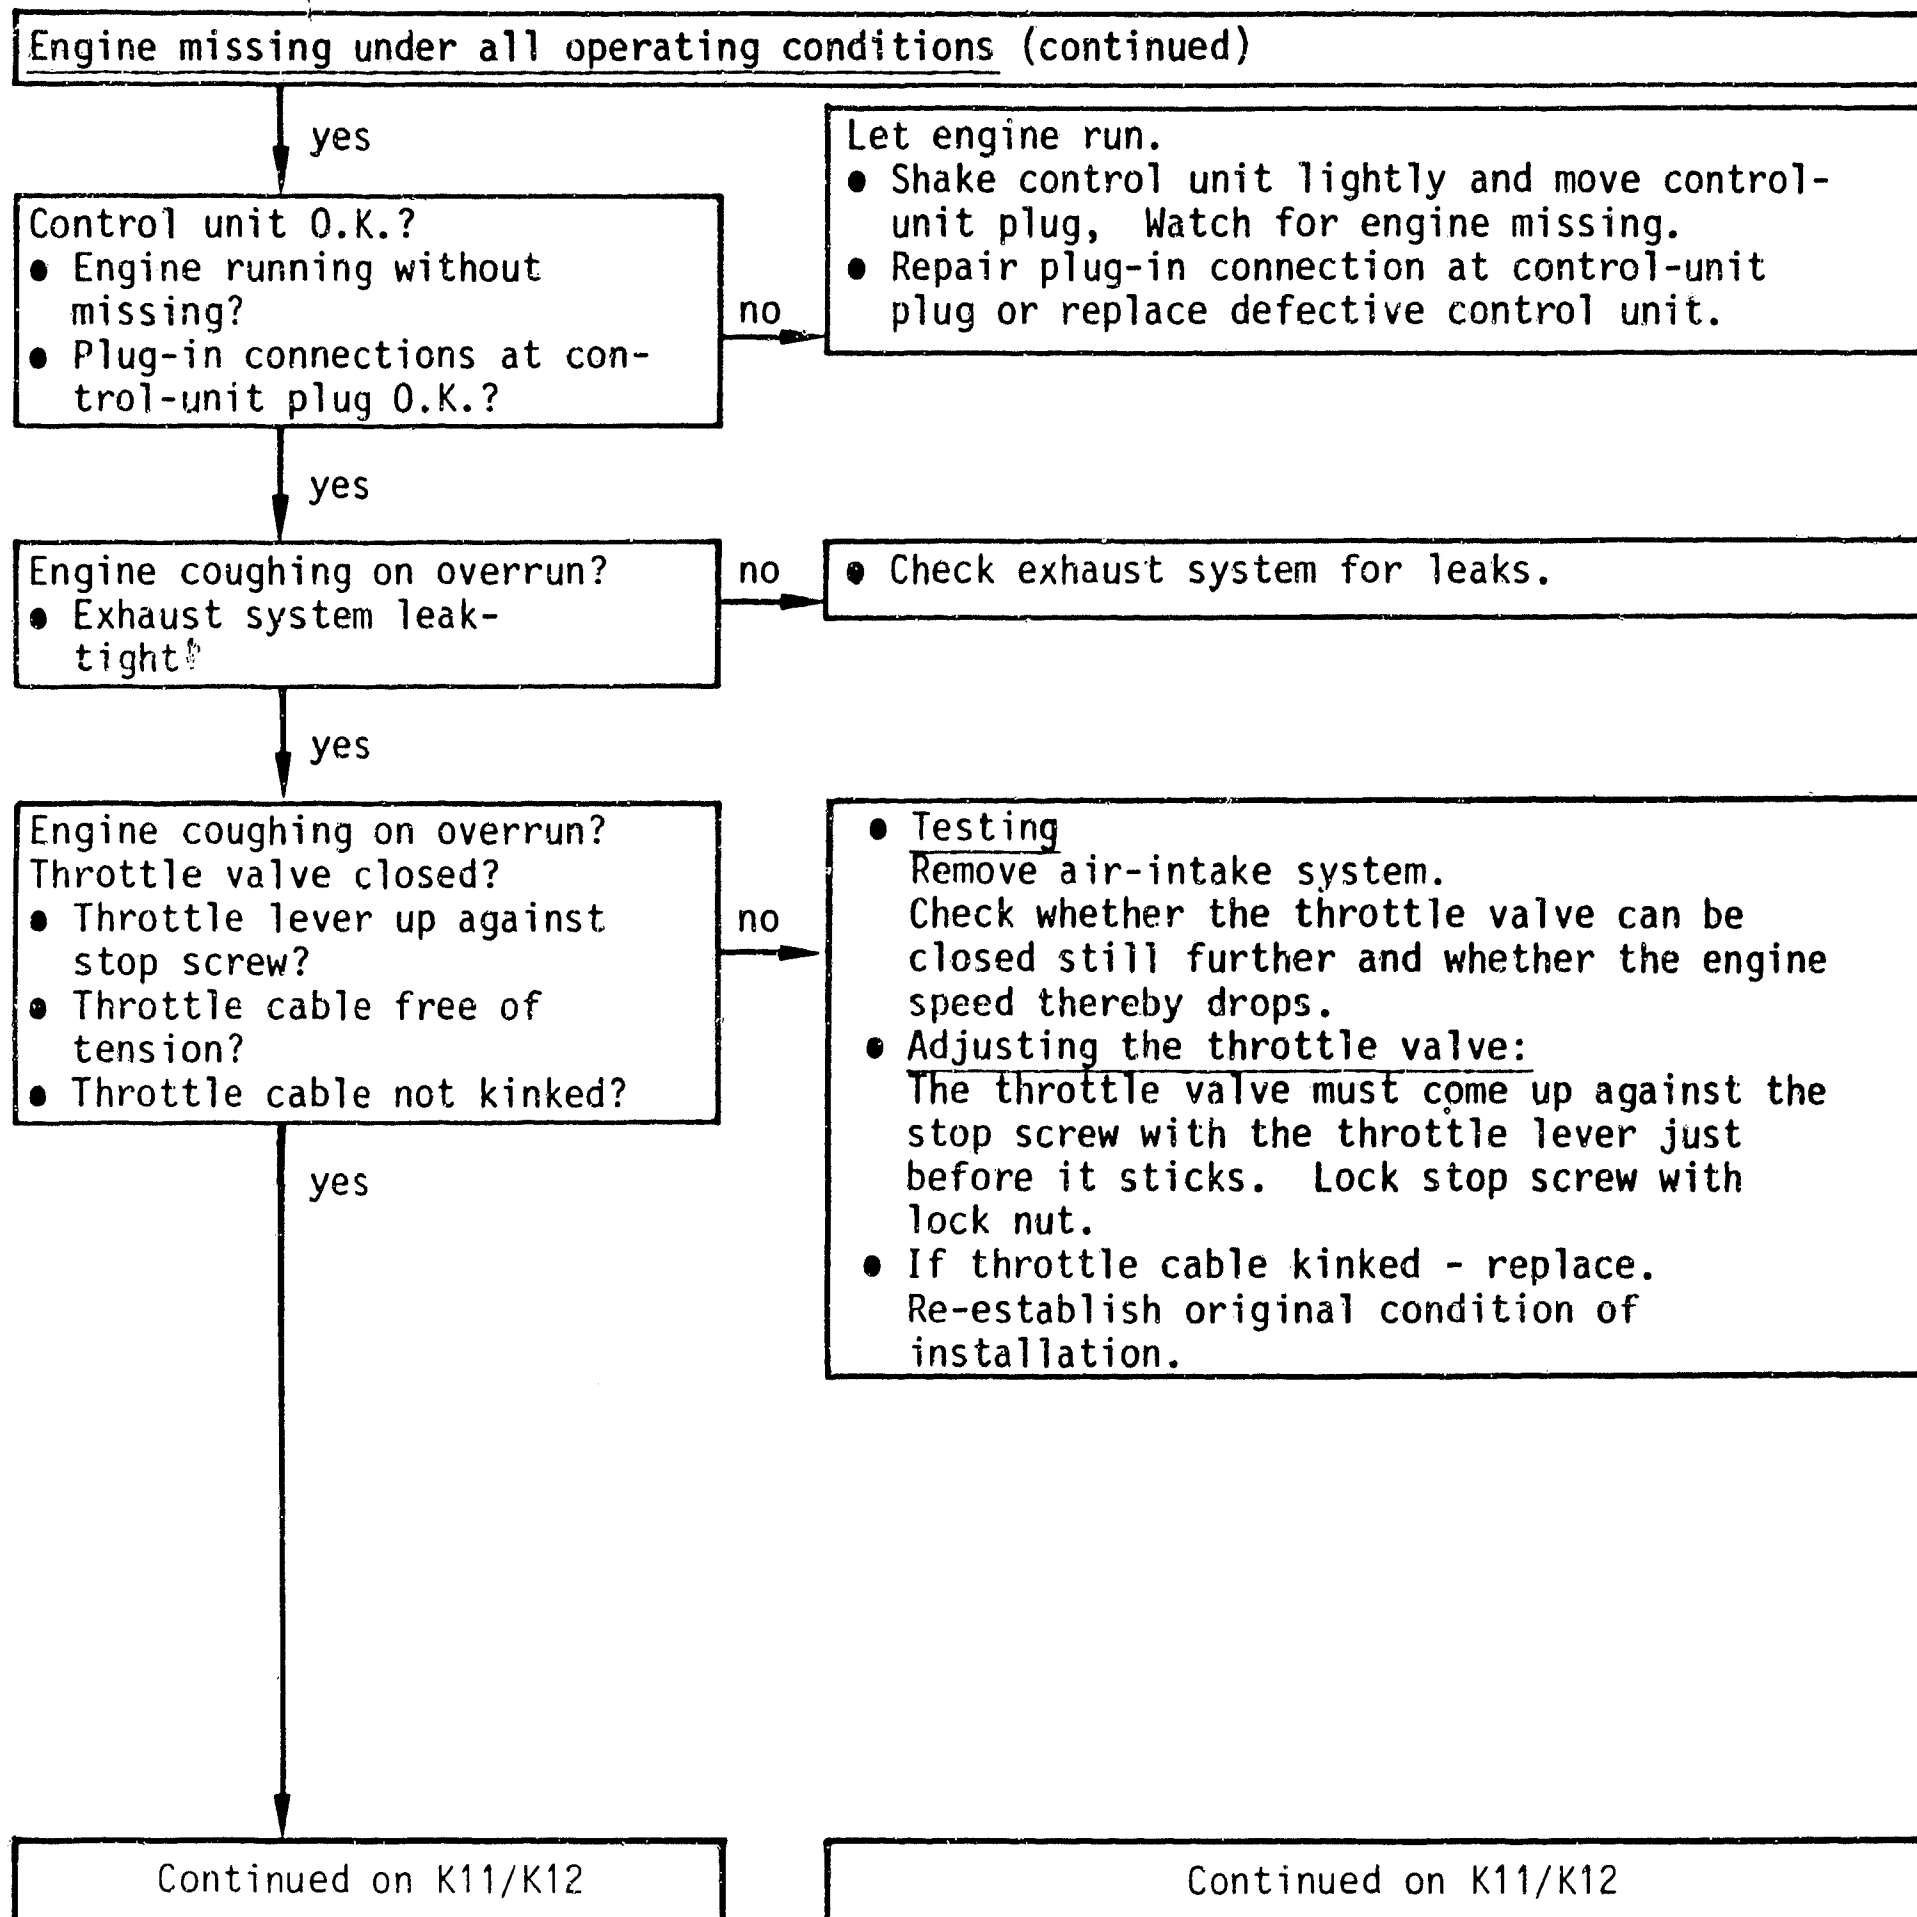 Engine missing under all operating conditions (continued)
yes
Control unit O.K.?
● Engine running without
missing?
● Plug-in connections at con-
trol-unit plug O.K.?
no
Let engine run.
● Shake control unit lightly and move control-
unit plug, Watch for engine missing.
● Repair plug-in connection at control-unit
plug or replace defective control unit.
yes
Engine coughing on overrun?
● Exhaust system leak-
tight?
no
● Check exhaust system for leaks.
yes
Engine coughing on overrun?
Throttle valve closed?
● Throttle lever up against
stop screw?
● Throttle cable free of
tension?
● Throttle cable not kinked?
no
● Testing
Remove air-intake system.
Check whether the throttle valve can be
closed still further and whether the engine
speed thereby drops.
● Adjusting the throttle valve:
The throttle valve must come up against the
stop screw with the throttle lever just
before it sticks. Lock stop screw with
lock nut.
● If throttle cable kinked - replace.
Re-establish original condition of
installation.
yes
Continued on K11/K12
Continued on K11/K12